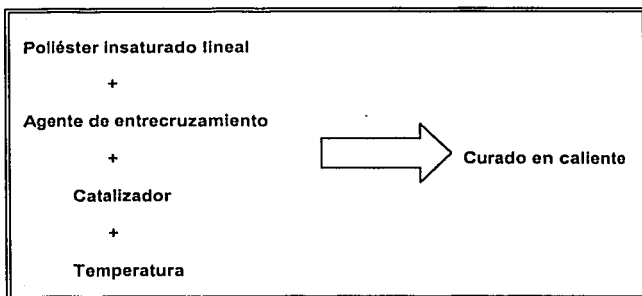 Poliéster insaturado lineal
+
Agente de entrecruzamiento
+
Catalizador
+
Temperatura
Curado en caliente